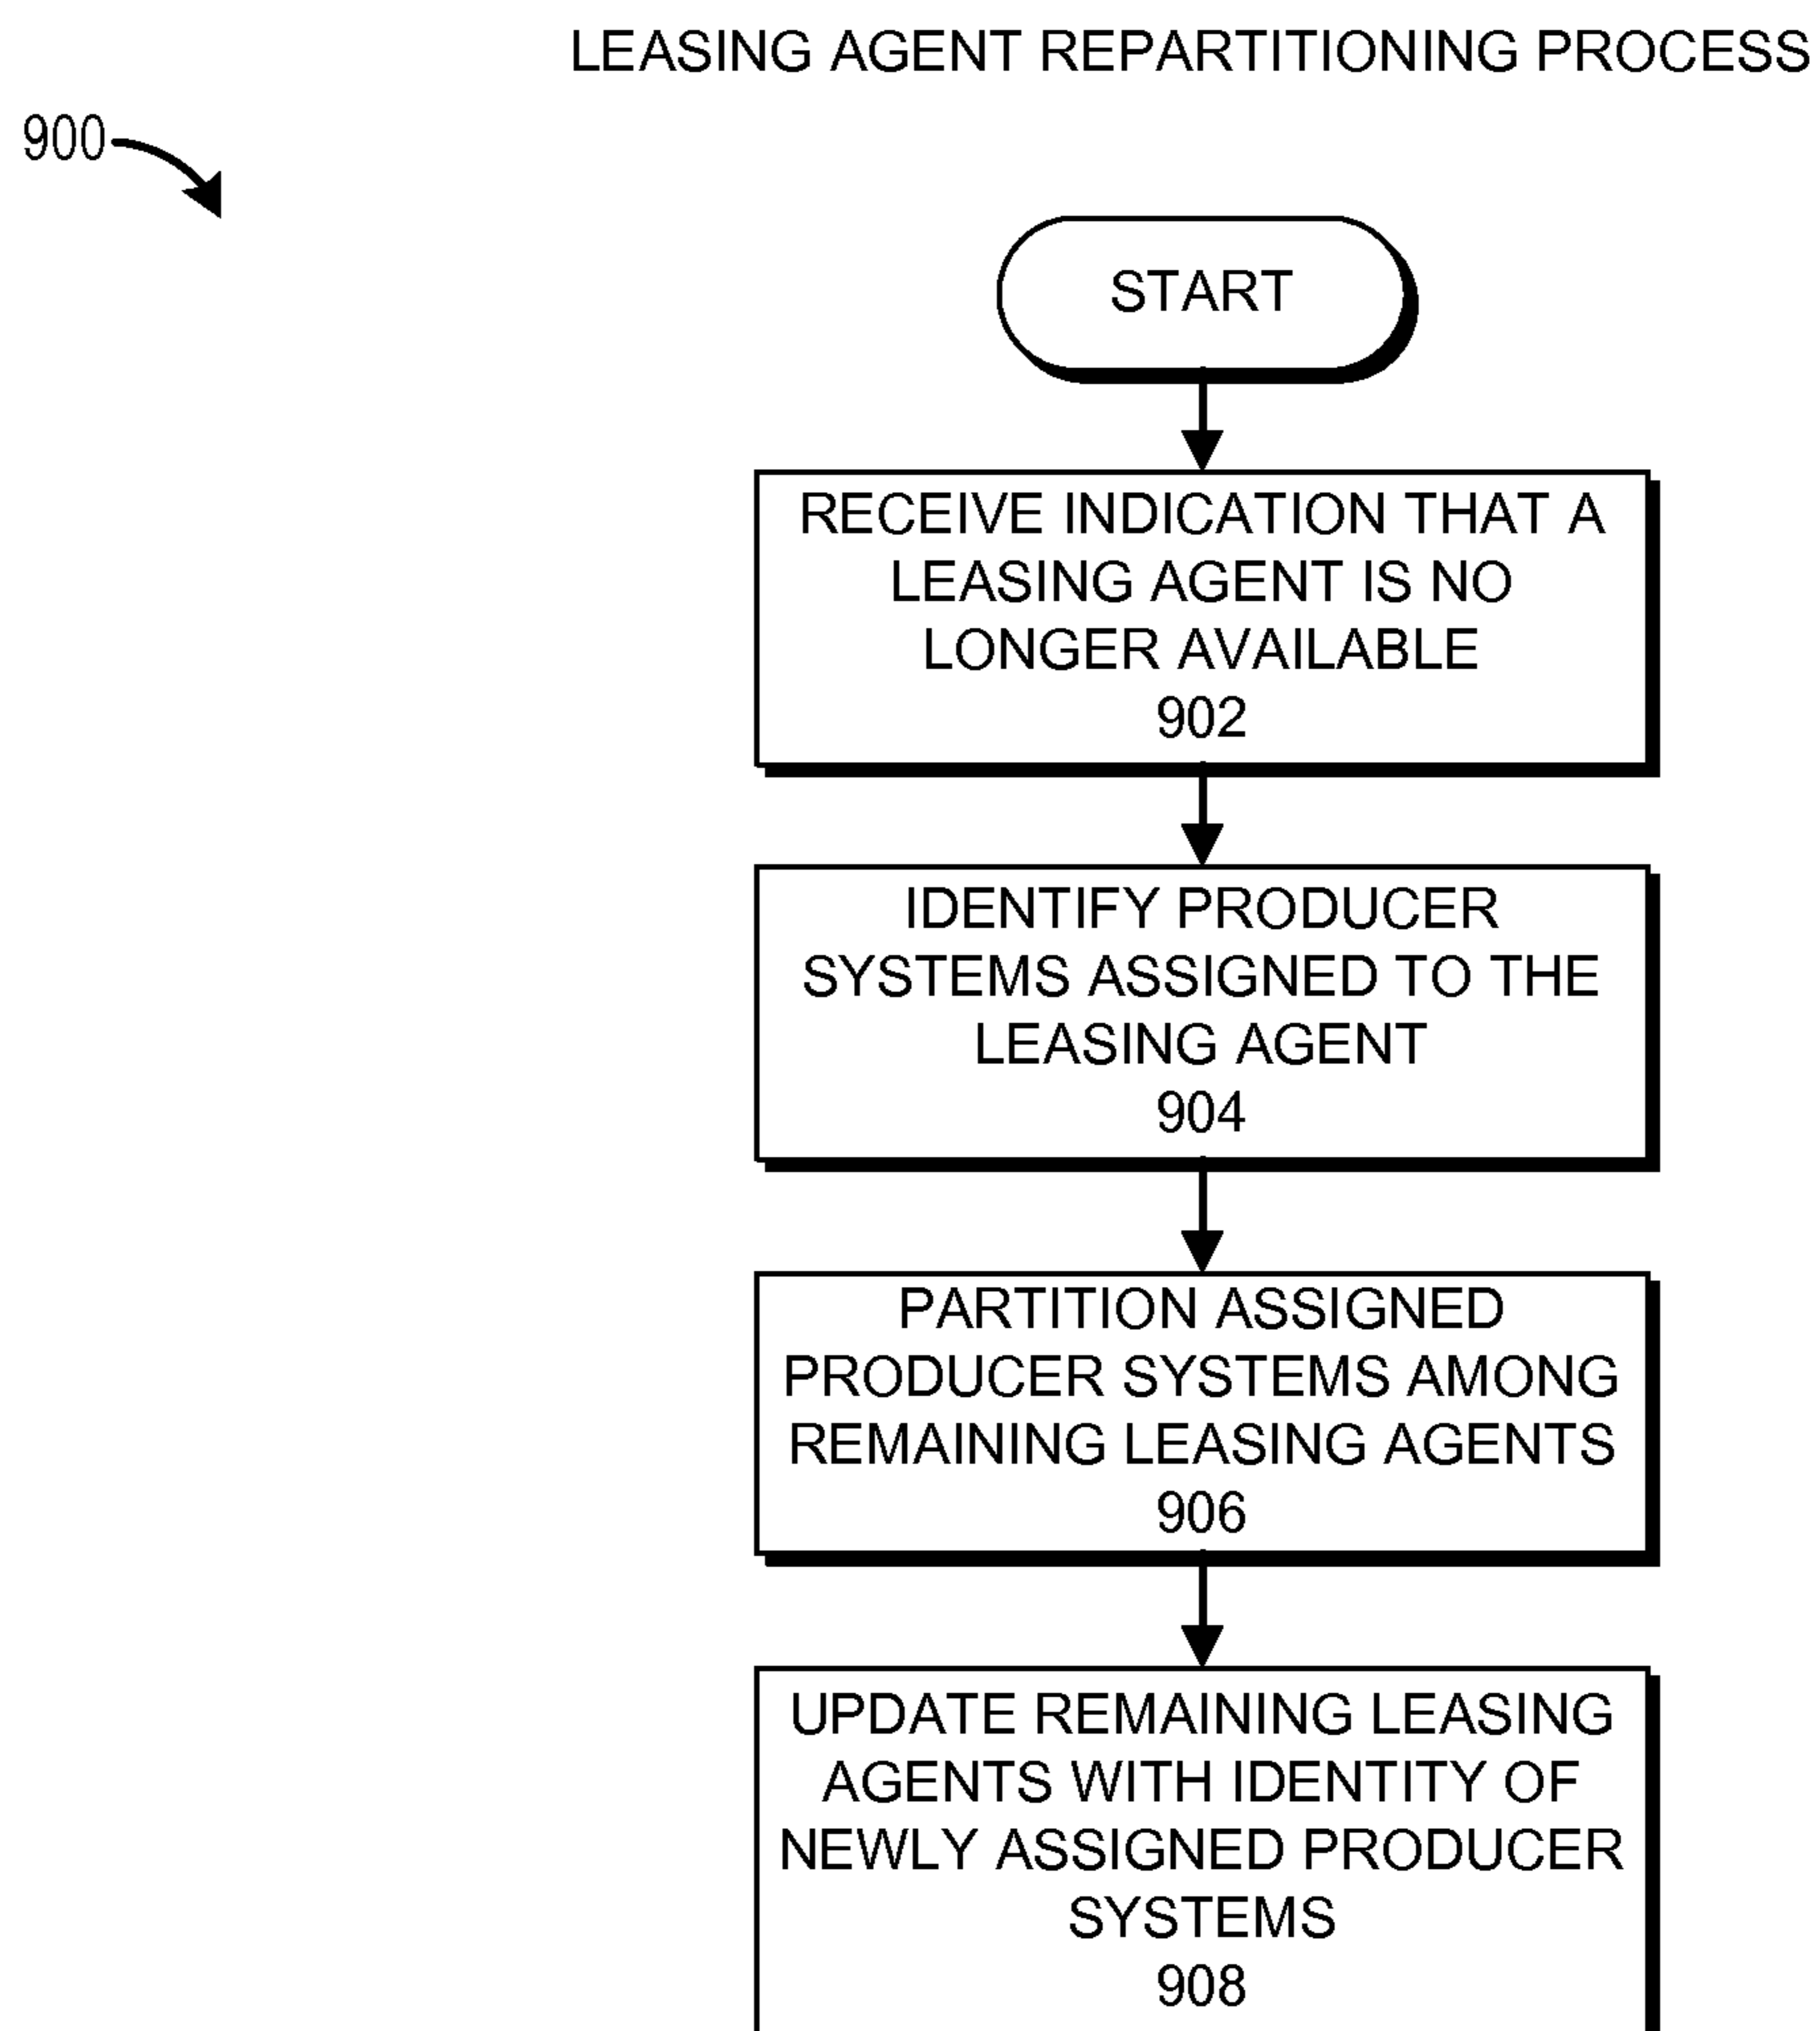 LEASING AGENT REPARTITIONING PROCESS
900
START
RECEIVE INDICATION THAT A
LEASING AGENT IS NO
LONGER AVAILABLE
902
IDENTIFY PRODUCER
SYSTEMS ASSIGNED TO THE
LEASING AGENT
904
PARTITION ASSIGNED
PRODUCER SYSTEMS AMONG
REMAINING LEASING AGENTS
906
UPDATE REMAINING LEASING
AGENTS WITH IDENTITY OF
NEWLY ASSIGNED PRODUCER
SYSTEMS
908